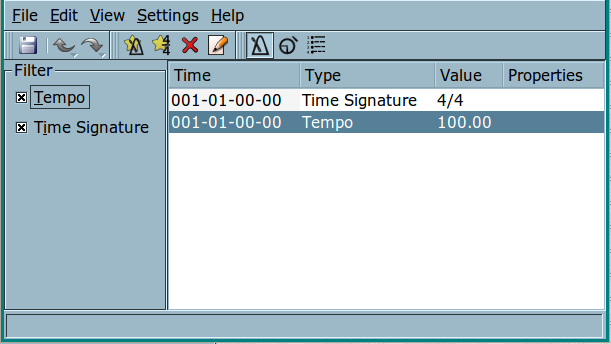 File Edit View Settings Help
Filter
Tempo
Time Signature
Time Type Value Properties
001-01-00-00 Time Signature 4/4
001-01-00-00 Tempo 100.00